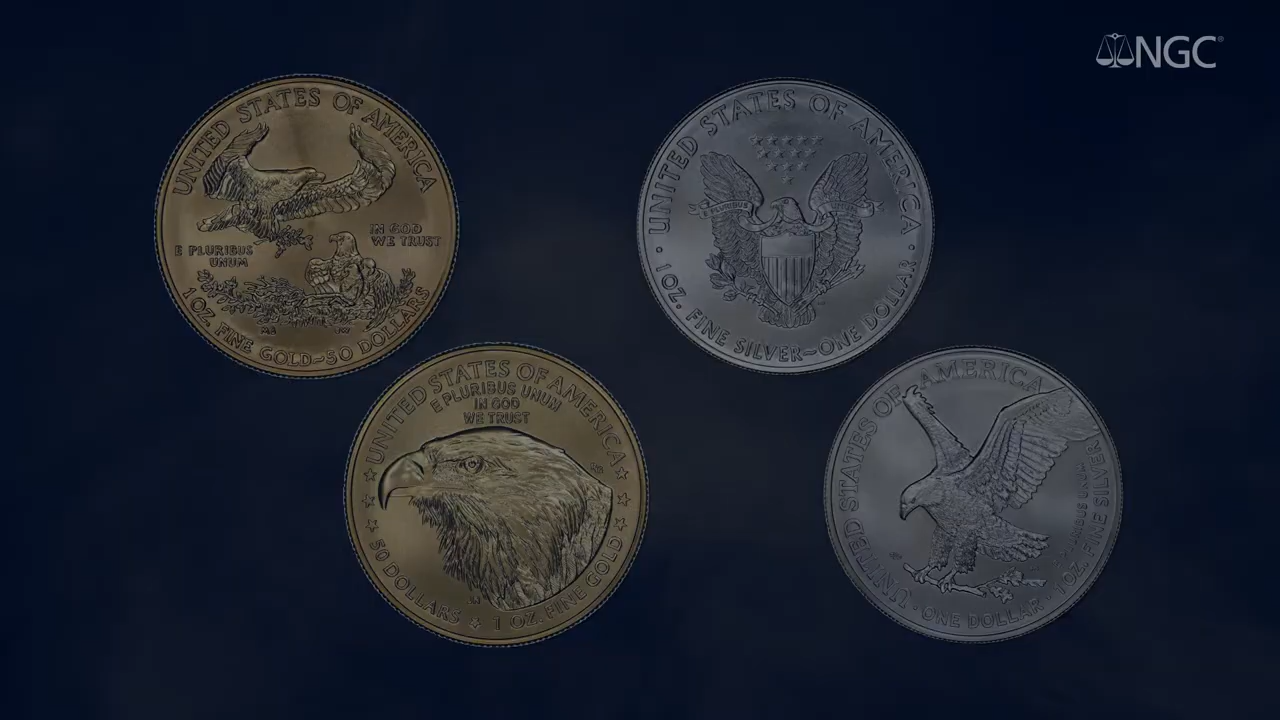 NGC
UNITED STATES OF AMERICA
E PLURIBUS
UNUM
IN GOD
WE TRUST
1 OZ. FINE GOLD~50 DOLLARS
UNITED STATES OF AMERICA
E PLURIBUS
1 OZ. FINE SILVER~ONE DOLLAR
UNITED STATES OF AMERICA
E PLURIBUS UNUM
IN GOD
WE TRUST
50 DOLLARS ★ 1 OZ. FINE GOLD
UNITED STATES OF AMERICA
E PLURIBUS UNUM
ONE DOLLAR · 1 OZ. FINE SILVER